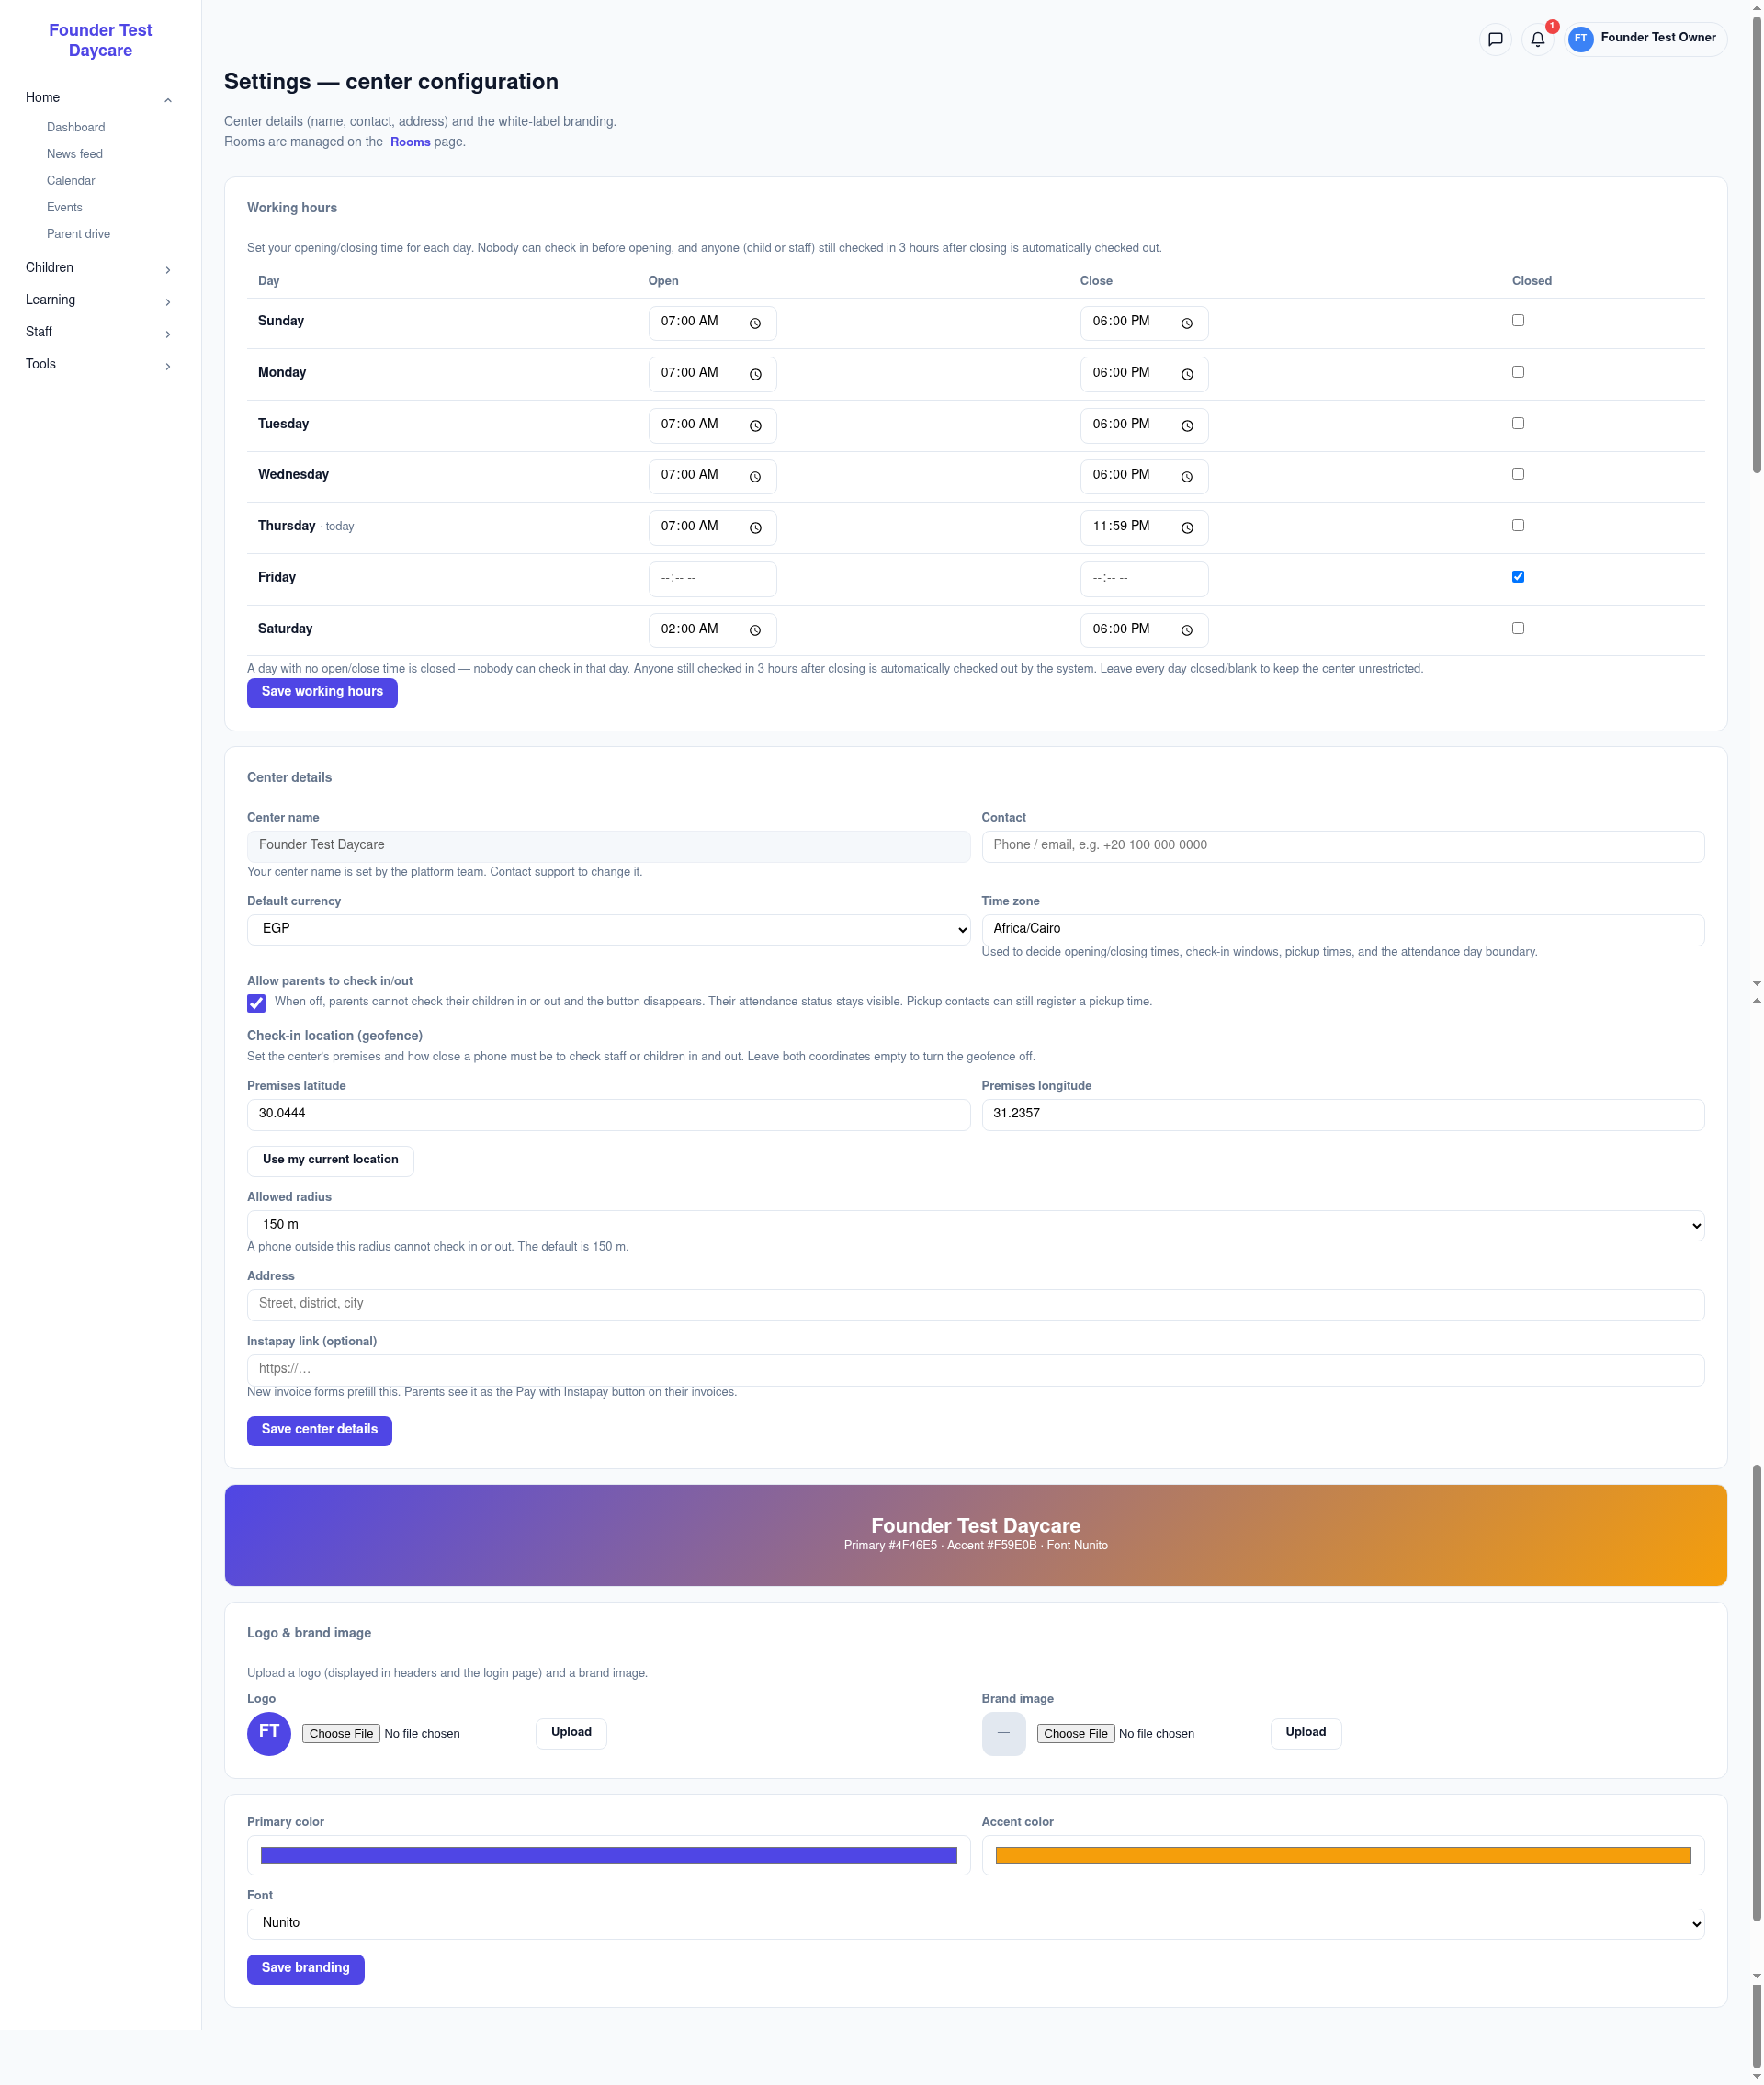 Founder Test
Daycare
Home
Dashboard
News feed
Calendar
Events
Parent drive
Children
Learning
Staff
Tools
1
FT
Founder Test Owner
Settings — center configuration
Center details (name, contact, address) and the white-label branding.
Rooms are managed on the Rooms page.
Working hours
Set your opening/closing time for each day. Nobody can check in before opening, and anyone (child or staff) still checked in 3 hours after closing is automatically checked out.
Day Open Close Closed
Sunday 07:00 AM 06:00 PM
Monday 07:00 AM 06:00 PM
Tuesday 07:00 AM 06:00 PM
Wednesday 07:00 AM 06:00 PM
Thursday · today 07:00 AM 11:59 PM
Friday --:-- -- --:-- --
Saturday 02:00 AM 06:00 PM
A day with no open/close time is closed — nobody can check in that day. Anyone still checked in 3 hours after closing is automatically checked out by the system. Leave every day closed/blank to keep the center unrestricted.
Save working hours
Center details
Center name Contact
Founder Test Daycare Phone / email, e.g. +20 100 000 0000
Your center name is set by the platform team. Contact support to change it.
Default currency Time zone
EGP Africa/Cairo
Used to decide opening/closing times, check-in windows, pickup times, and the attendance day boundary.
Allow parents to check in/out
When off, parents cannot check their children in or out and the button disappears. Their attendance status stays visible. Pickup contacts can still register a pickup time.
Check-in location (geofence)
Set the center's premises and how close a phone must be to check staff or children in and out. Leave both coordinates empty to turn the geofence off.
Premises latitude Premises longitude
30.0444 31.2357
Use my current location
Allowed radius
150 m
A phone outside this radius cannot check in or out. The default is 150 m.
Address
Street, district, city
Instapay link (optional)
https://...
New invoice forms prefill this. Parents see it as the Pay with Instapay button on their invoices.
Save center details
Founder Test Daycare
Primary #4F46E5 · Accent #F59E0B · Font Nunito
Logo & brand image
Upload a logo (displayed in headers and the login page) and a brand image.
Logo Brand image
FT Choose File No file chosen Upload — Choose File No file chosen Upload
Primary color Accent color
Font
Nunito
Save branding